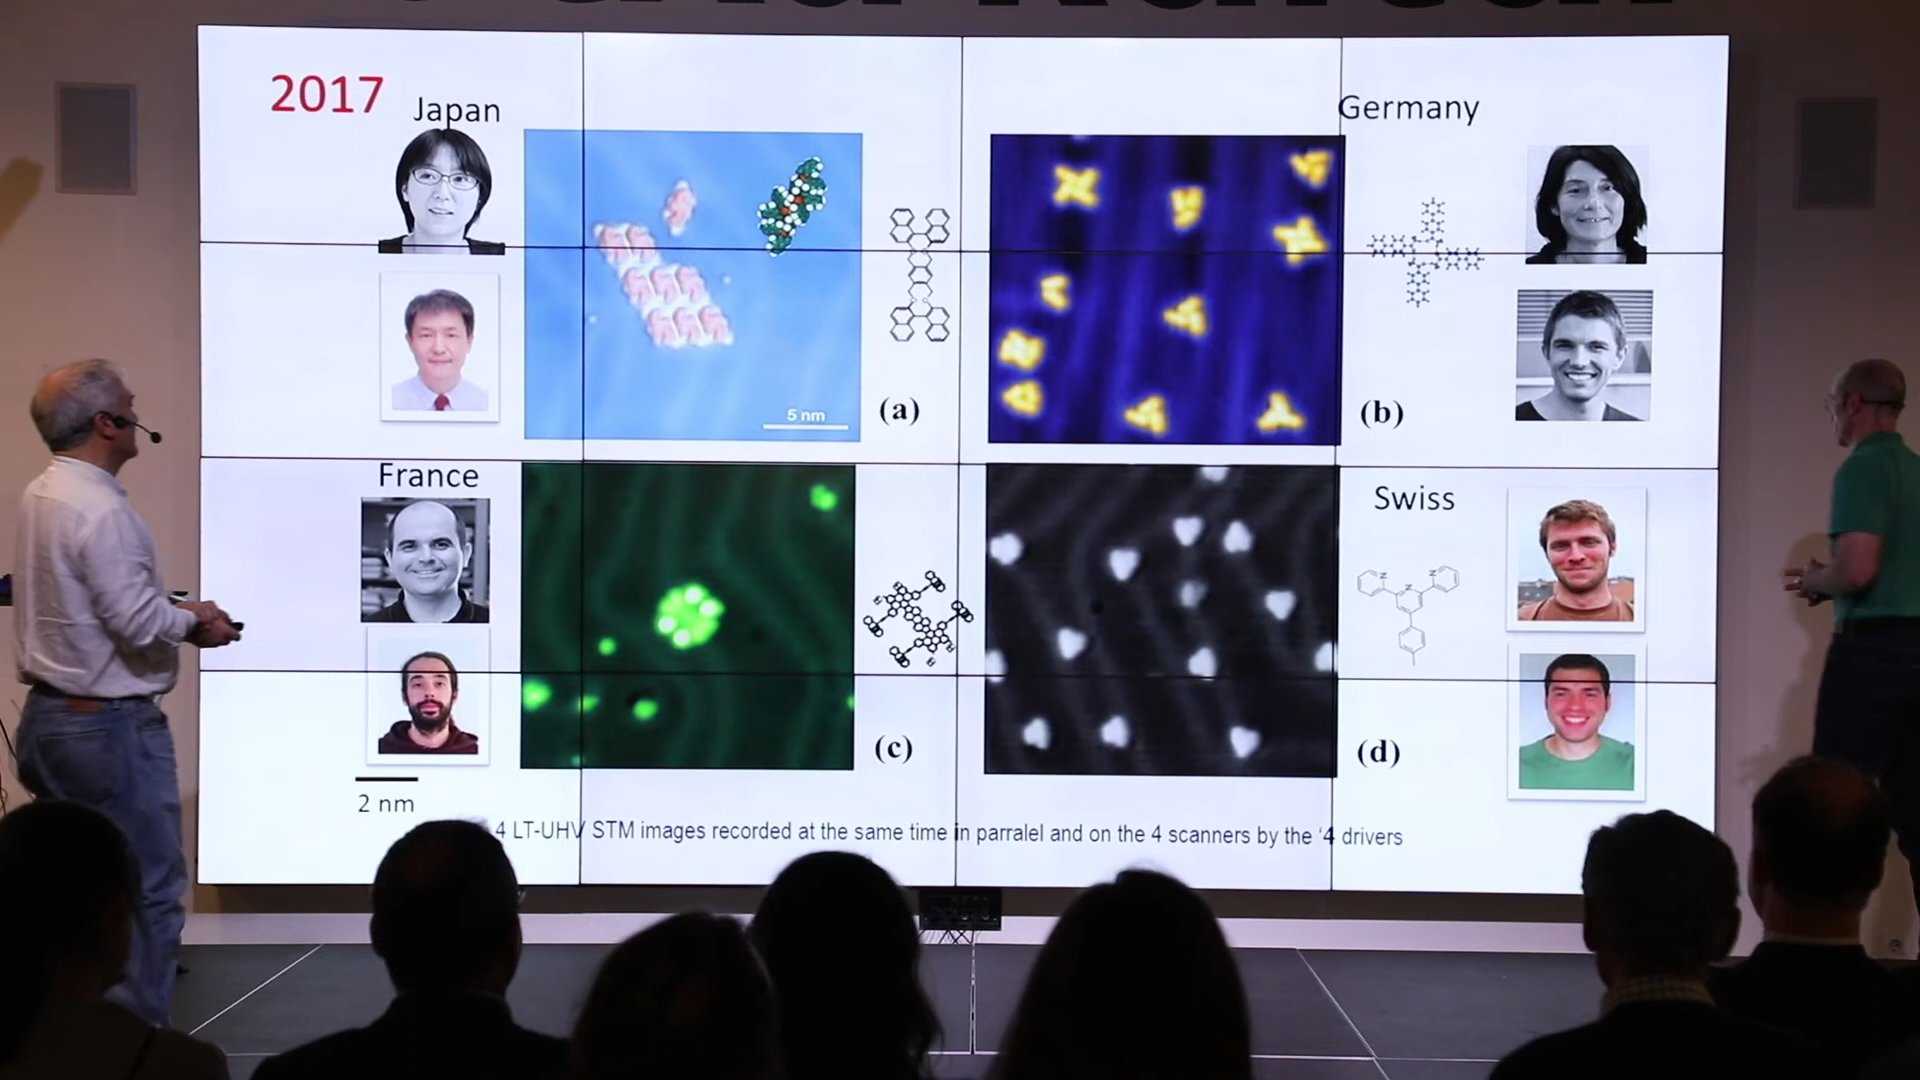 2017
Japan
Germany
5 nm
(a)
(b)
France
Swiss
(c)
(d)
2 nm
4 LT-UHV STM images recorded at the same time in parralel and on the 4 scanners by the '4 drivers